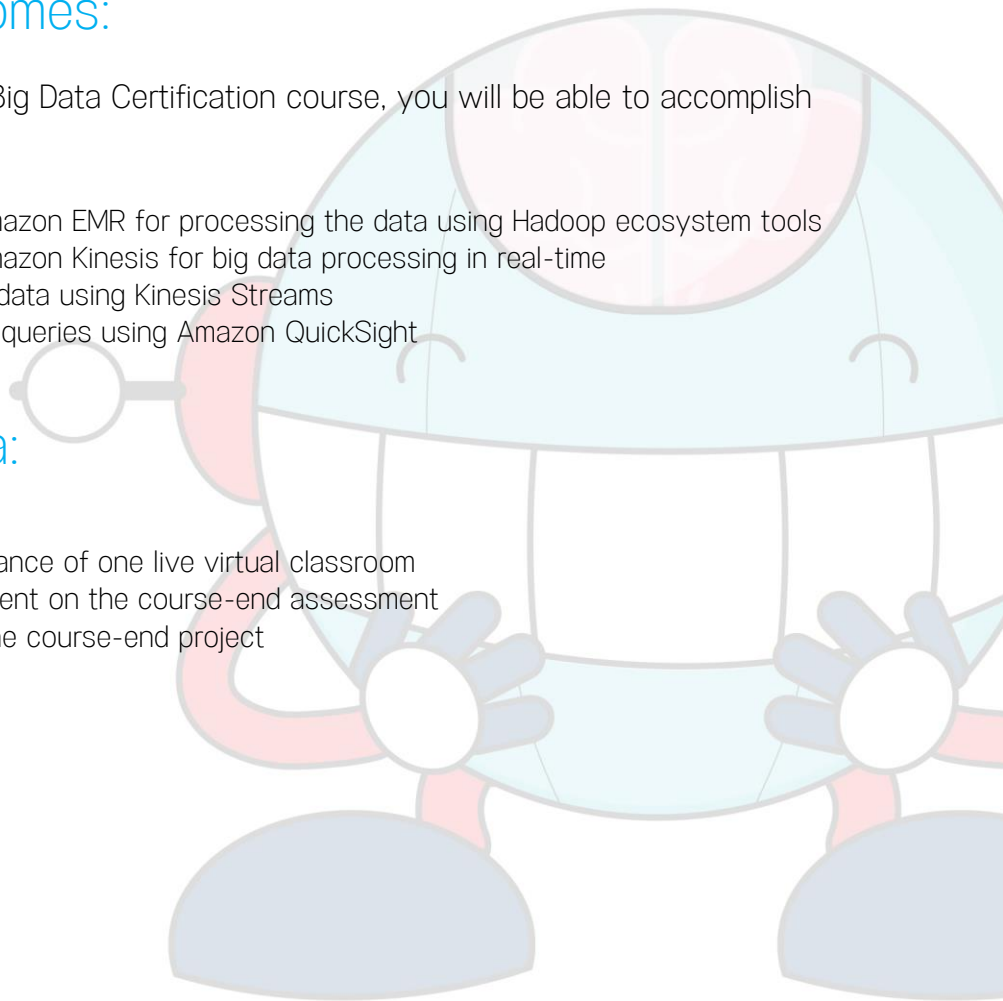 omes:
Big Data Certification course, you will be able to accomplish
mazon EMR for processing the data using Hadoop ecosystem tools
mazon Kinesis for big data processing in real-time
data using Kinesis Streams
queries using Amazon QuickSight
a:
ance of one live virtual classroom
ent on the course-end assessment
he course-end project